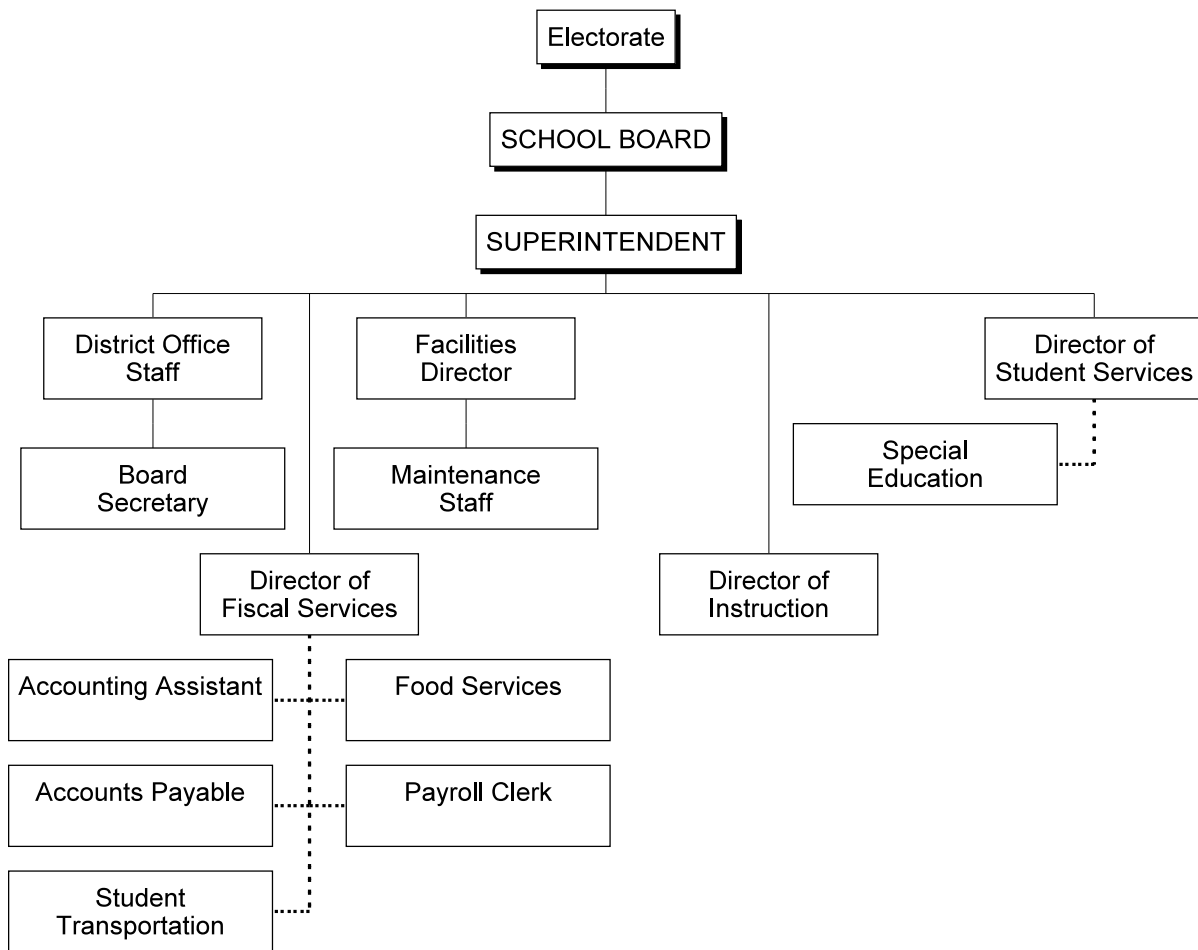 Electorate
SCHOOL BOARD
SUPERINTENDENT
District Office
Staff
Facilities
Director
Director of
Student Services
Board
Secretary
Maintenance
Staff
Special
Education
Director of
Fiscal Services
Director of
Instruction
Accounting Assistant
Food Services
Accounts Payable
Payroll Clerk
Student
Transportation